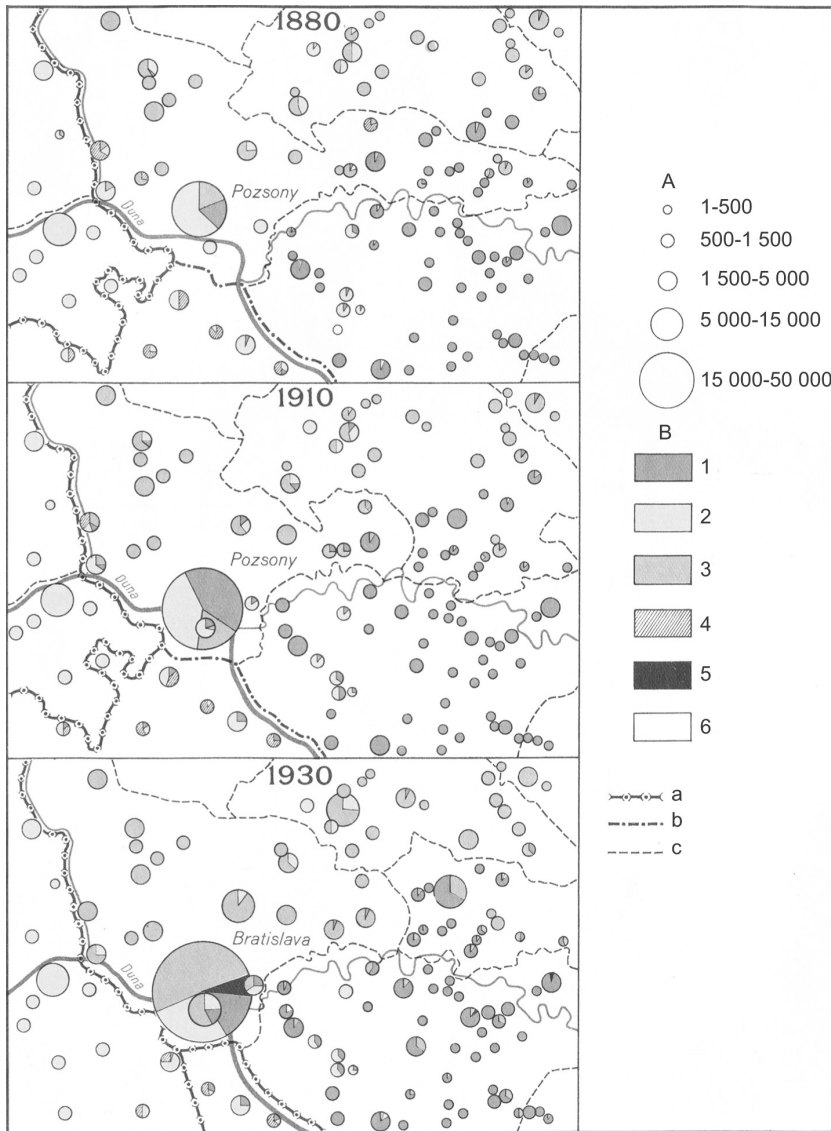 1880
Pozsony
Duna
1910
Pozsony
Duna
1930
Bratislava
Duna
A
1-500
500-1 500
1 500-5 000
5 000-15 000
15 000-50 000
B
1
2
3
4
5
6
a
b
c